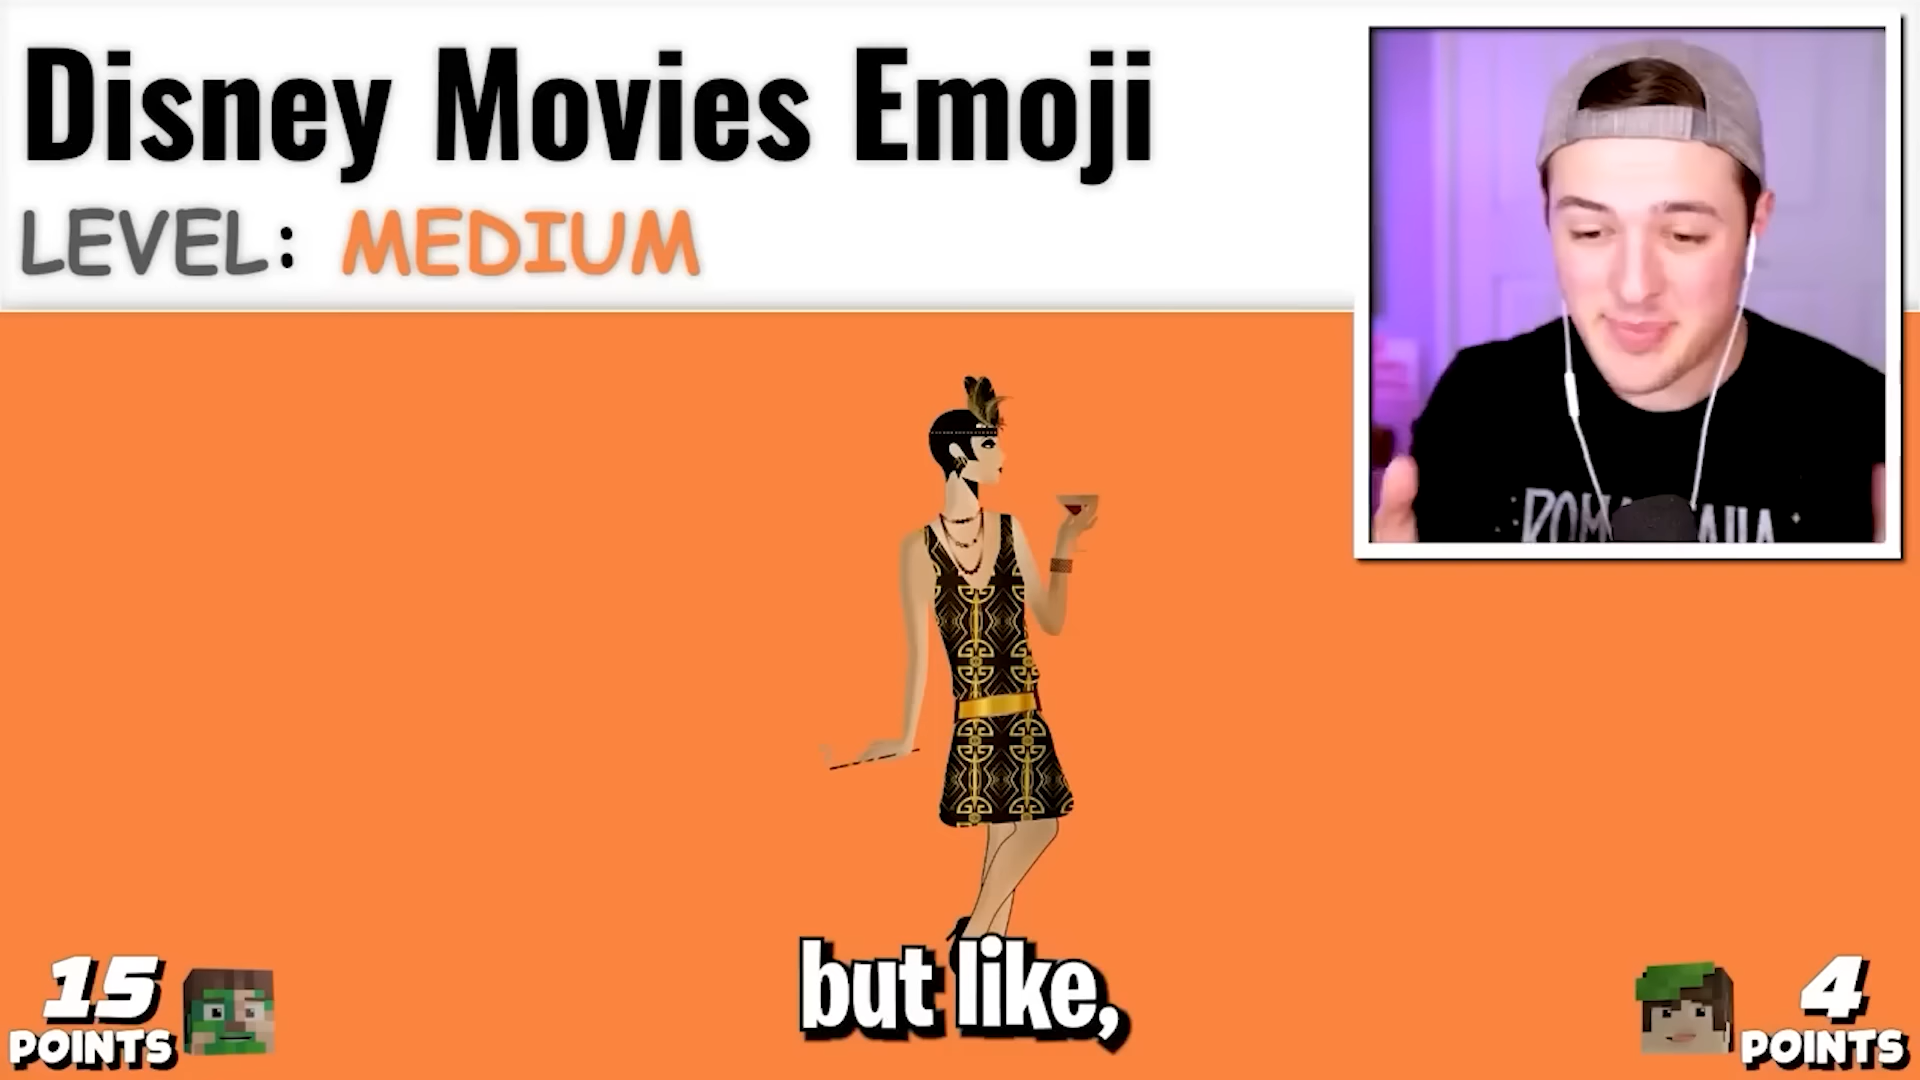 Disney Movies Emoji
LEVEL: MEDIUM
but like,
15
POINTS
4
POINTS